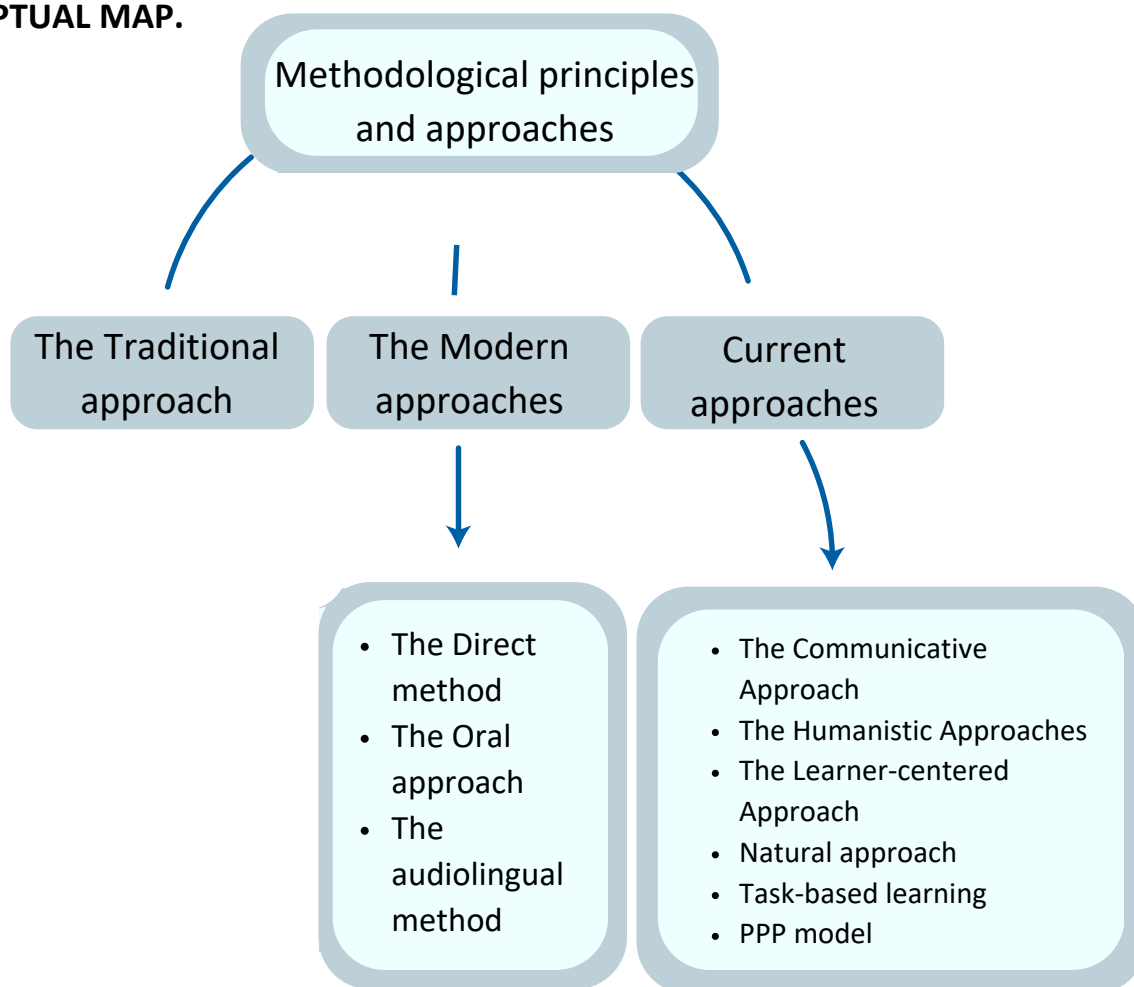 PTUAL MAP.
Methodological principles
and approaches
The Traditional
approach
The Modern
approaches
Current
approaches
• The Direct
method
• The Oral
approach
• The
audiolingual
method
• The Communicative
Approach
• The Humanistic Approaches
• The Learner-centered
Approach
• Natural approach
• Task-based learning
• PPP model